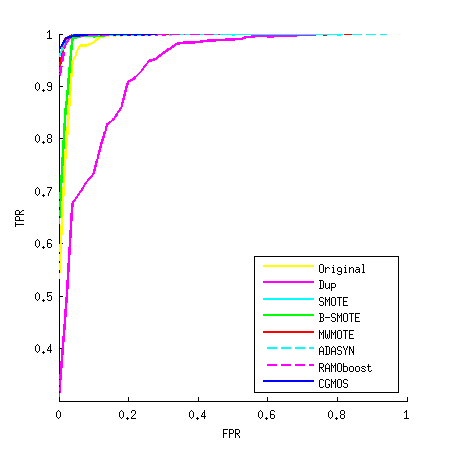 1
0.9
0.8
0.7
0.6
0.5
0.4
TPR
0 0.2 0.4 0.6 0.8 1
FPR
Original
Dup
SMOTE
B-SMOTE
MWMOTE
ADASYN
RAMOboost
CGMOS